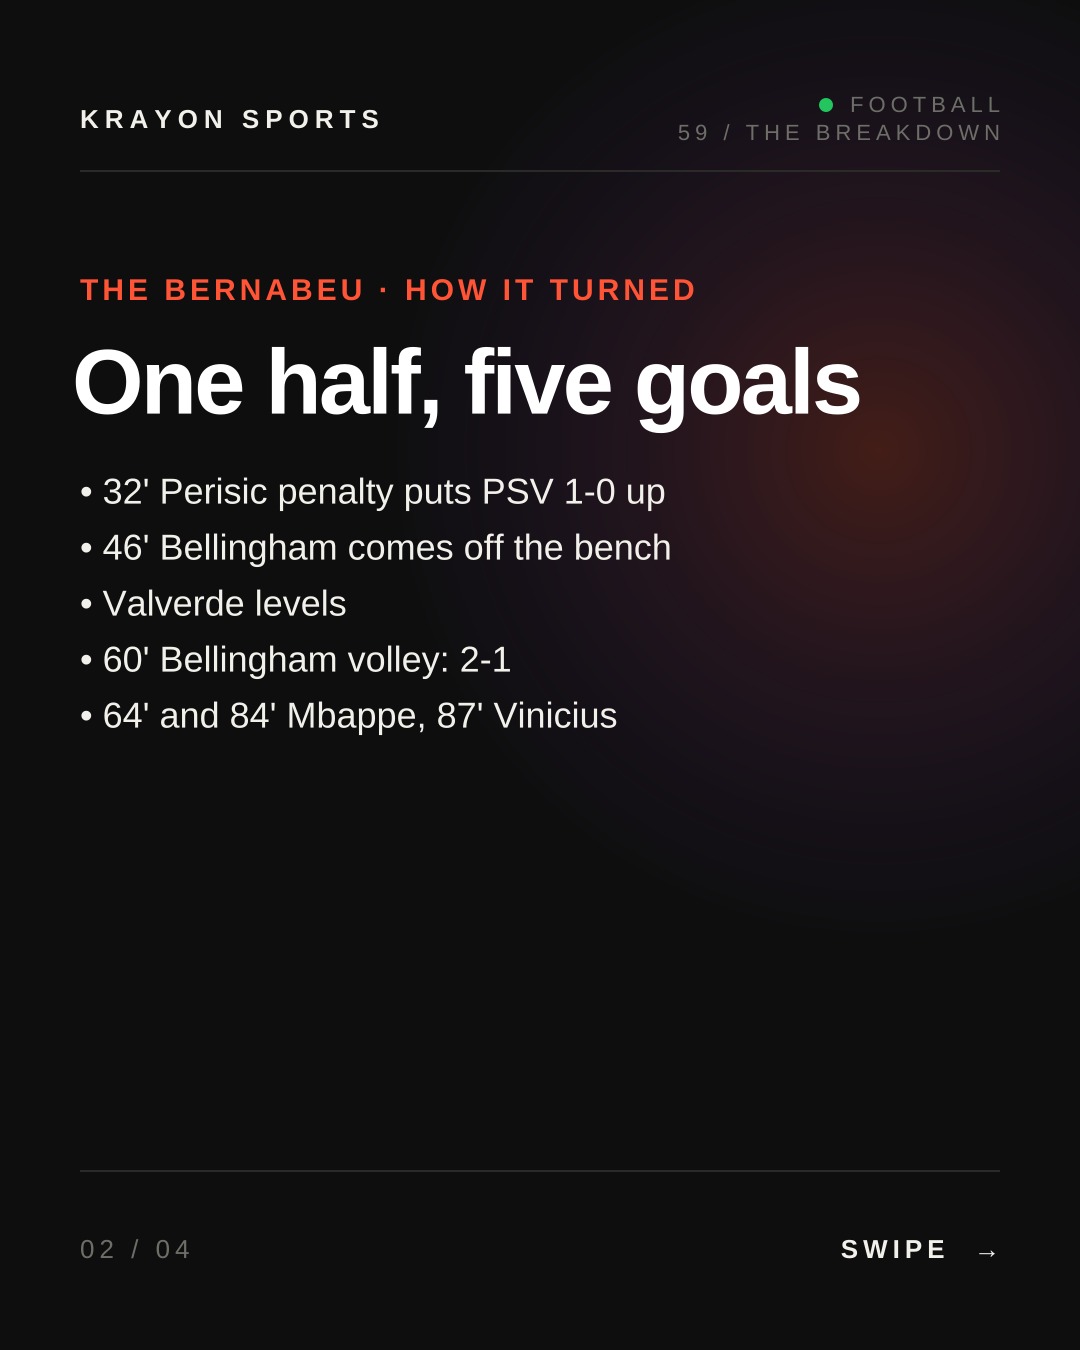 KRAYON SPORTS
● FOOTBALL
59 / THE BREAKDOWN
THE BERNABEU · HOW IT TURNED
One half, five goals
• 32' Perisic penalty puts PSV 1-0 up
• 46' Bellingham comes off the bench
• Valverde levels
• 60' Bellingham volley: 2-1
• 64' and 84' Mbappe, 87' Vinicius
02 / 04
SWIPE →